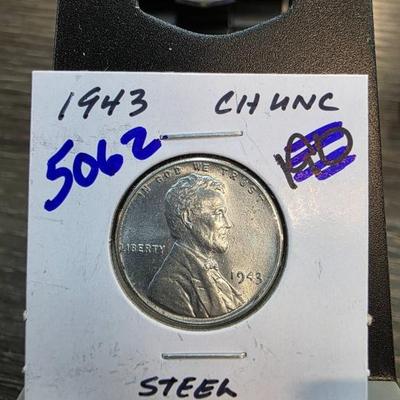 1943 CH UNC
5062
IN GOD WE TRUST
LIBERTY
1943
STEEL